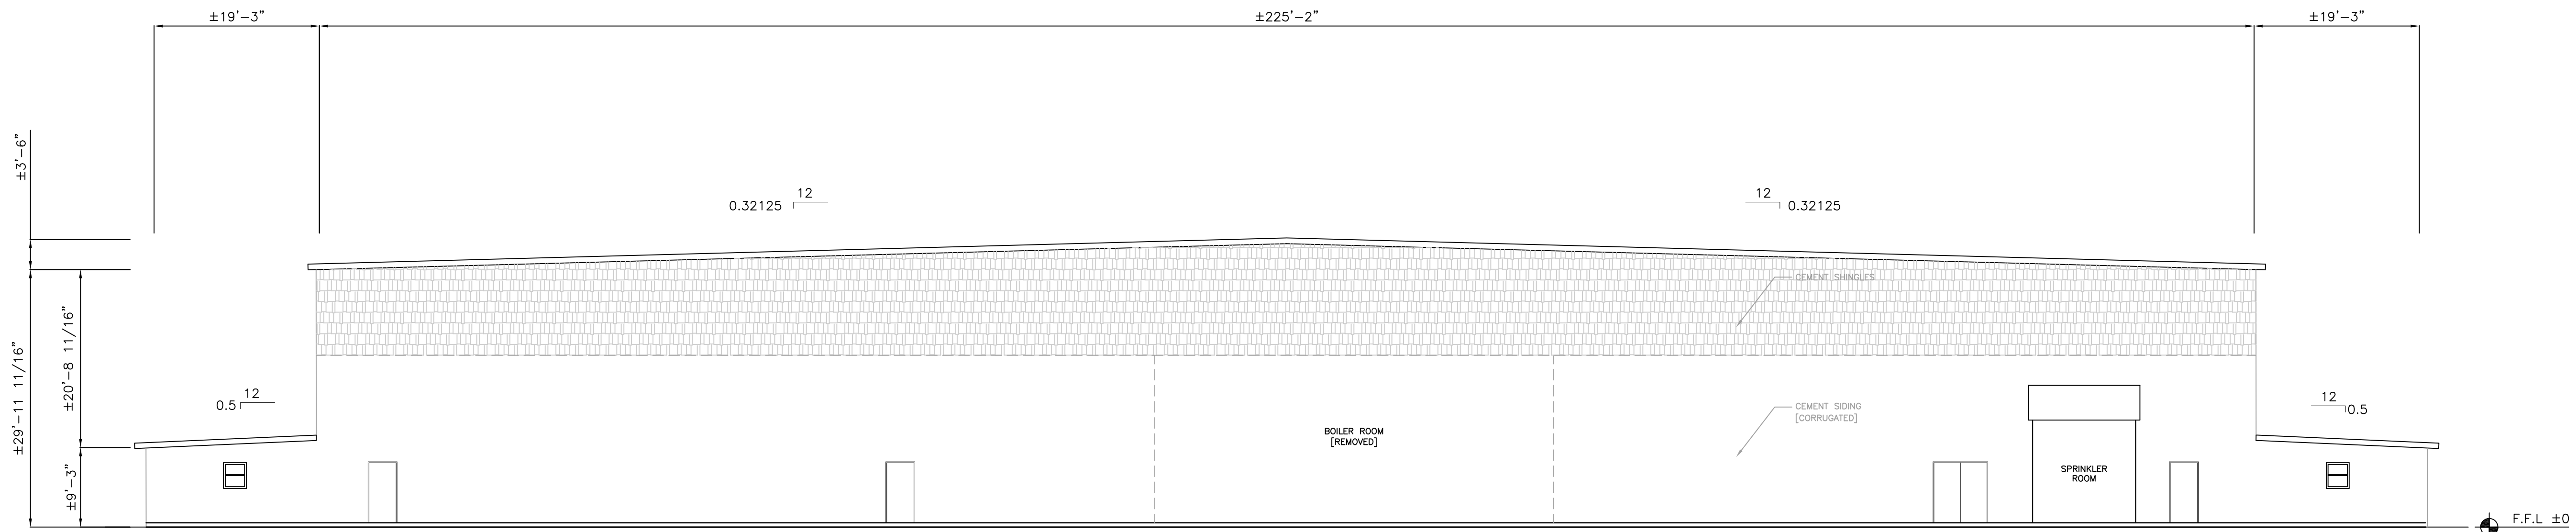 ±19'-3"
±225'-2"
±19'-3"
±3'-6"
12
0.32125
12
0.32125
CEMENT SHINGLES
±29'-11 11/16"
±20'-8 11/16"
12
0.5
12
0.5
CEMENT SIDING
[CORRUGATED]
BOILER ROOM
[REMOVED]
SPRINKLER
ROOM
±9'-3"
F.F.L ±0